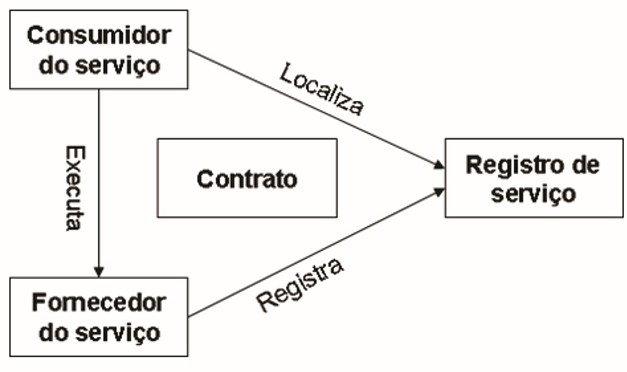 Consumidor
do serviço
Localiza
Executa
Contrato
Registro de
serviço
Registra
Fornecedor
do serviço